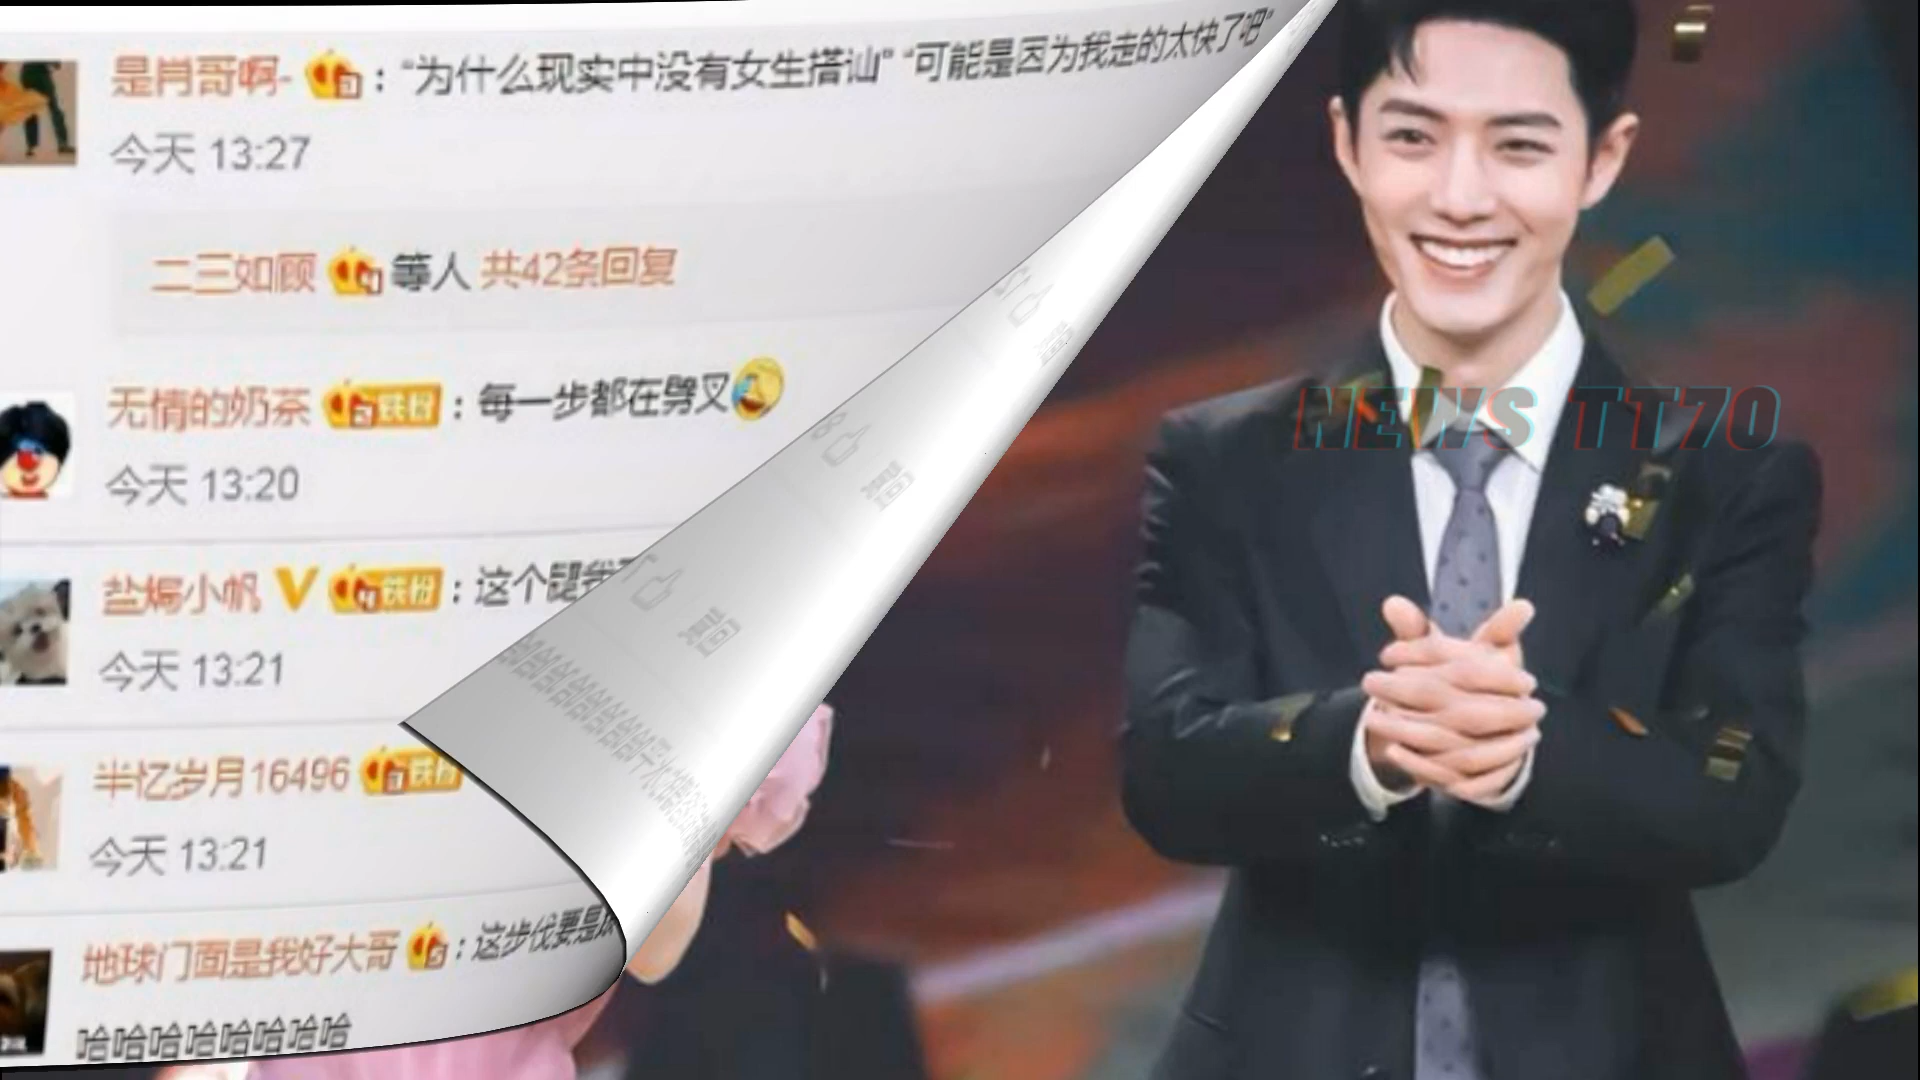 是肖哥啊- : “为什么现实中没有女生搭讪” “可能是因为我走的太快了吧”
今天 13:27
二三如顾 等人 共42条回复
无情的奶茶 铁粉 : 每一步都在劈叉
今天 13:20
盐焗小帆 V 铁粉 : 这个腿我
今天 13:21
半忆岁月16496 铁粉
今天 13:21
地球门面是我好大哥 : 这步伐要是
哈哈哈哈哈哈哈哈
NEWS TT70